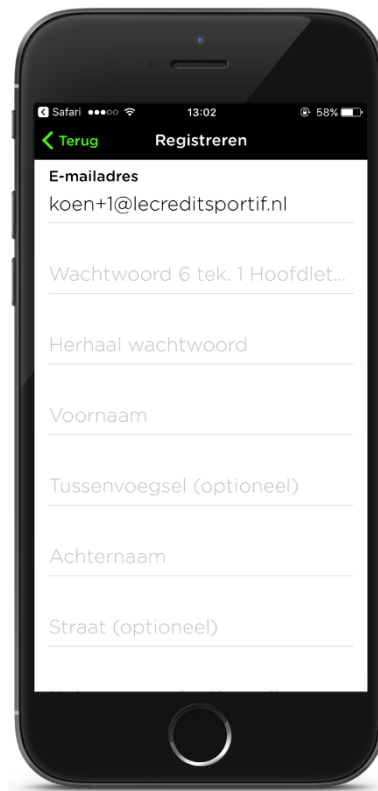 Safari 13:02 58%
Terug Registreren
E-mailadres
koen+1@lecreditsportif.nl
Wachtwoord 6 tek. 1 Hoofdlet...
Herhaal wachtwoord
Voornaam
Tussenvoegsel (optioneel)
Achternaam
Straat (optioneel)